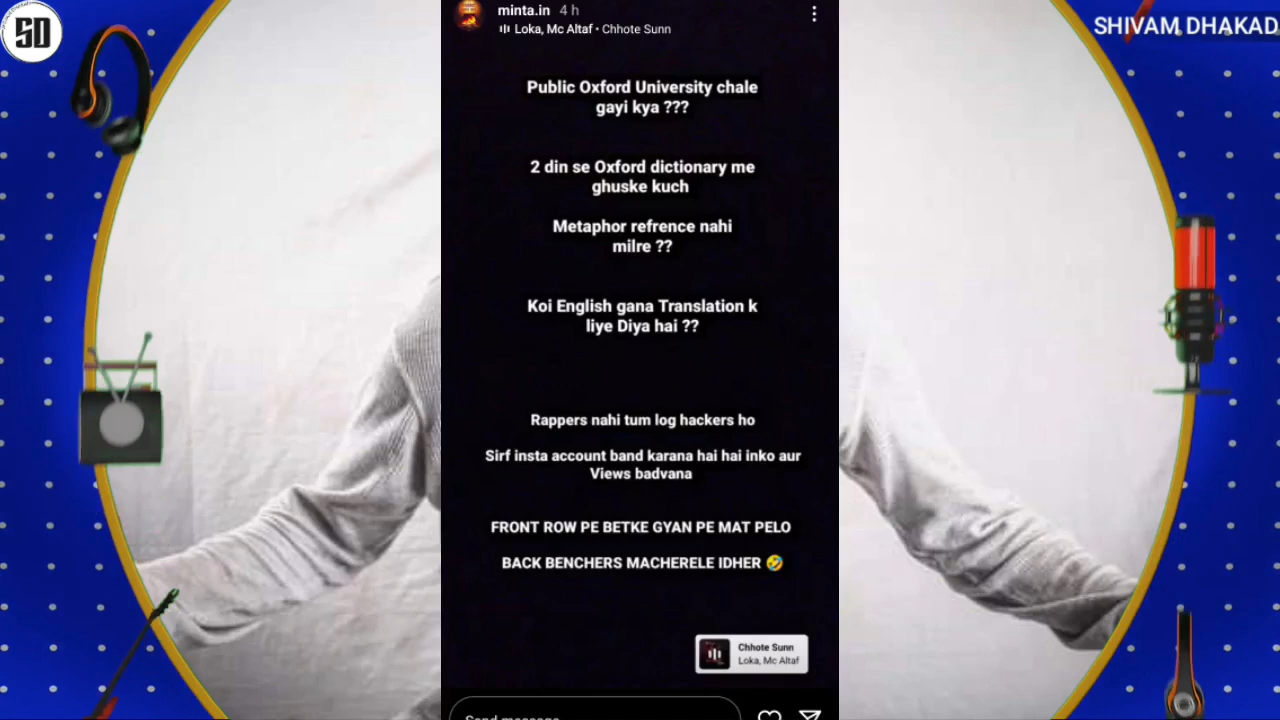 SD
SHIVAM DHAKAD
minta.in 4 h
Loka, Mc Altaf • Chhote Sunn
Public Oxford University chale
gayi kya ???
2 din se Oxford dictionary me
ghuske kuch
Metaphor refrence nahi
milre ??
Koi English gana Translation k
liye Diya hai ??
Rappers nahi tum log hackers ho
Sirf insta account band karana hai hai inko aur
Views badvana
FRONT ROW PE BETKE GYAN PE MAT PELO
BACK BENCHERS MACHERELE IDHER 🤣
Chhote Sunn
Loka, Mc Altaf
Send message